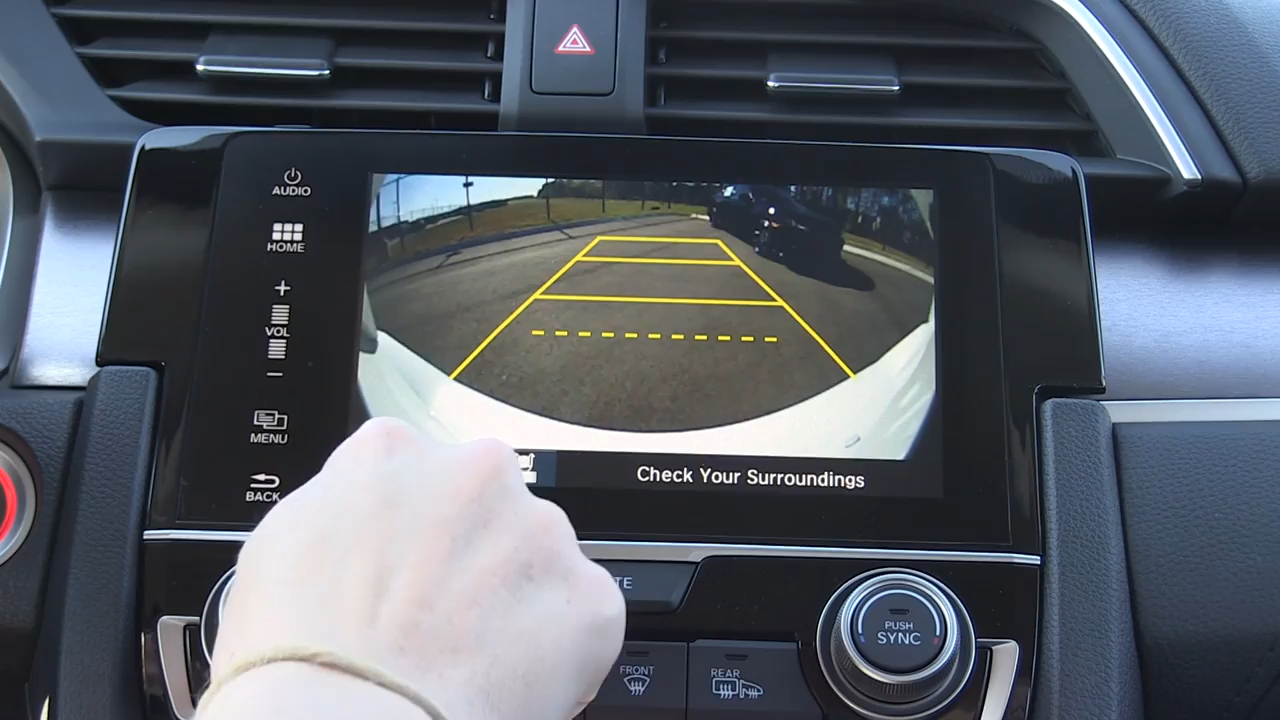 AUDIO
HOME
+
VOL
−
MENU
BACK
Check Your Surroundings
PUSH
SYNC
FRONT
REAR